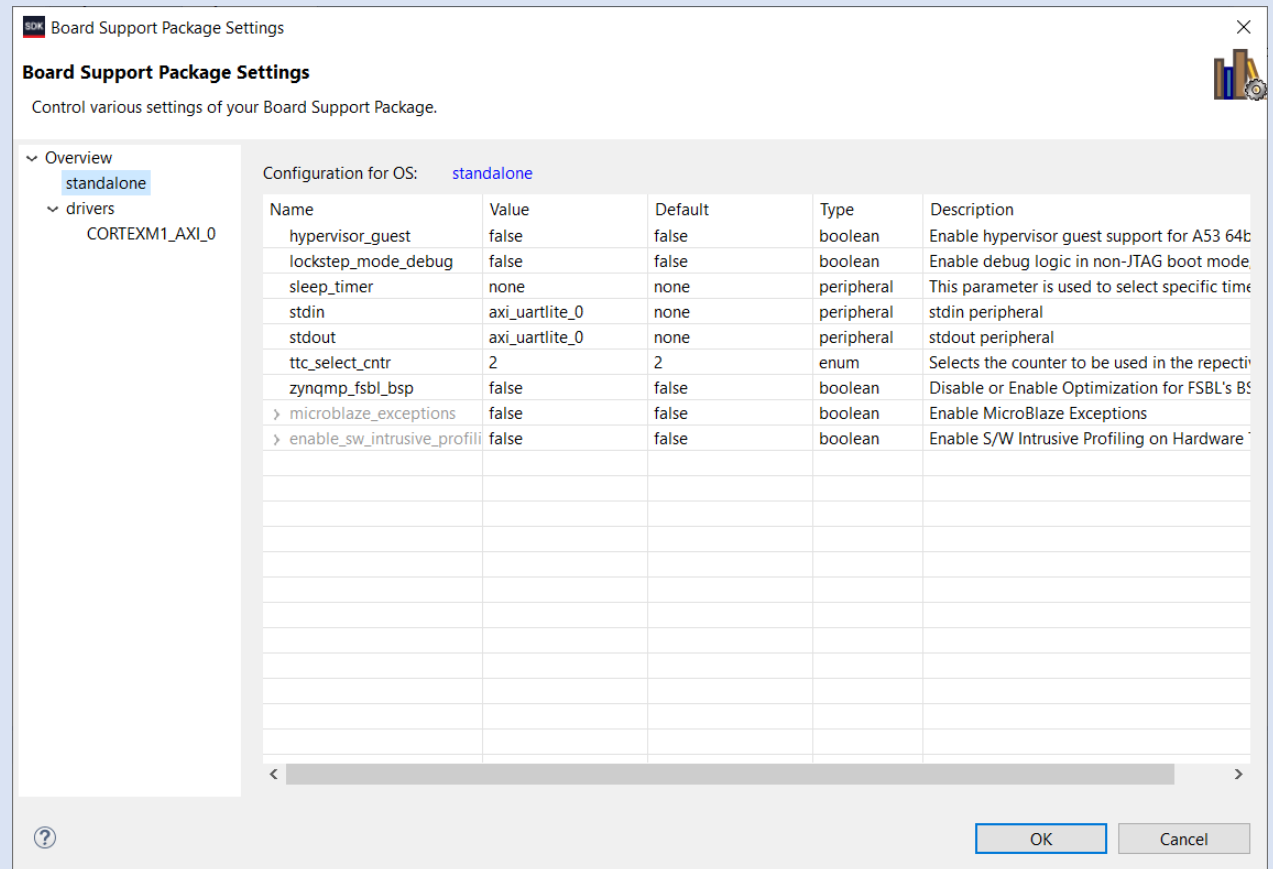 SDK Board Support Package Settings
Board Support Package Settings
Control various settings of your Board Support Package.
Overview
standalone
drivers
CORTEXM1_AXI_0
Configuration for OS: standalone
Name Value Default Type Description
hypervisor_guest false false boolean Enable hypervisor guest support for A53 64b
lockstep_mode_debug false false boolean Enable debug logic in non-JTAG boot mode,
sleep_timer none none peripheral This parameter is used to select specific time
stdin axi_uartlite_0 none peripheral stdin peripheral
stdout axi_uartlite_0 none peripheral stdout peripheral
ttc_select_cntr 2 2 enum Selects the counter to be used in the repectiv
zynqmp_fsbl_bsp false false boolean Disable or Enable Optimization for FSBL's BS
microblaze_exceptions false false boolean Enable MicroBlaze Exceptions
enable_sw_intrusive_profili false false boolean Enable S/W Intrusive Profiling on Hardware
OK Cancel